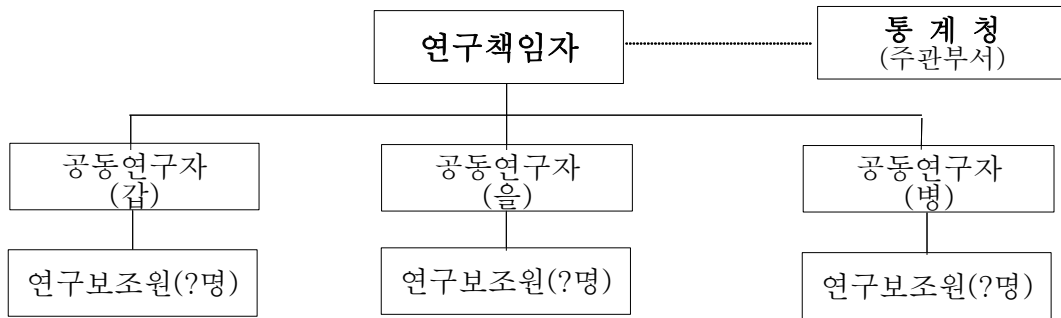 연구책임자
통 계 청
(주관부서)
공동연구자
(갑)
공동연구자
(을)
공동연구자
(병)
연구보조원(?명)
연구보조원(?명)
연구보조원(?명)